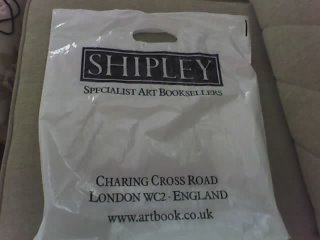 SHIPLEY
SPECIALIST ART BOOKSELLERS
CHARING CROSS ROAD
LONDON WC2 - ENGLAND
www.artbook.co.uk